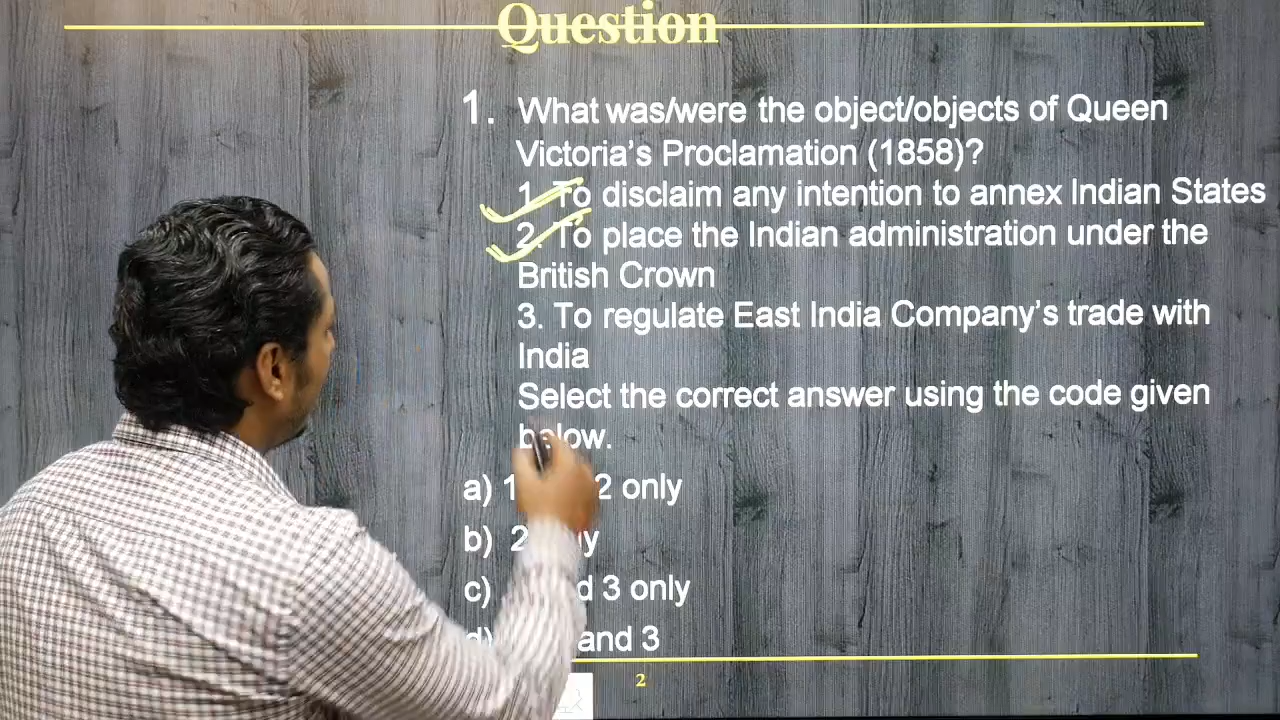 Question
1. What was/were the object/objects of Queen
Victoria's Proclamation (1858)?
1. To disclaim any intention to annex Indian States
2. To place the Indian administration under the
British Crown
3. To regulate East India Company's trade with
India
Select the correct answer using the code given
below.
a) 1 2 only
b) 2
c) 3 only
d) and 3
2